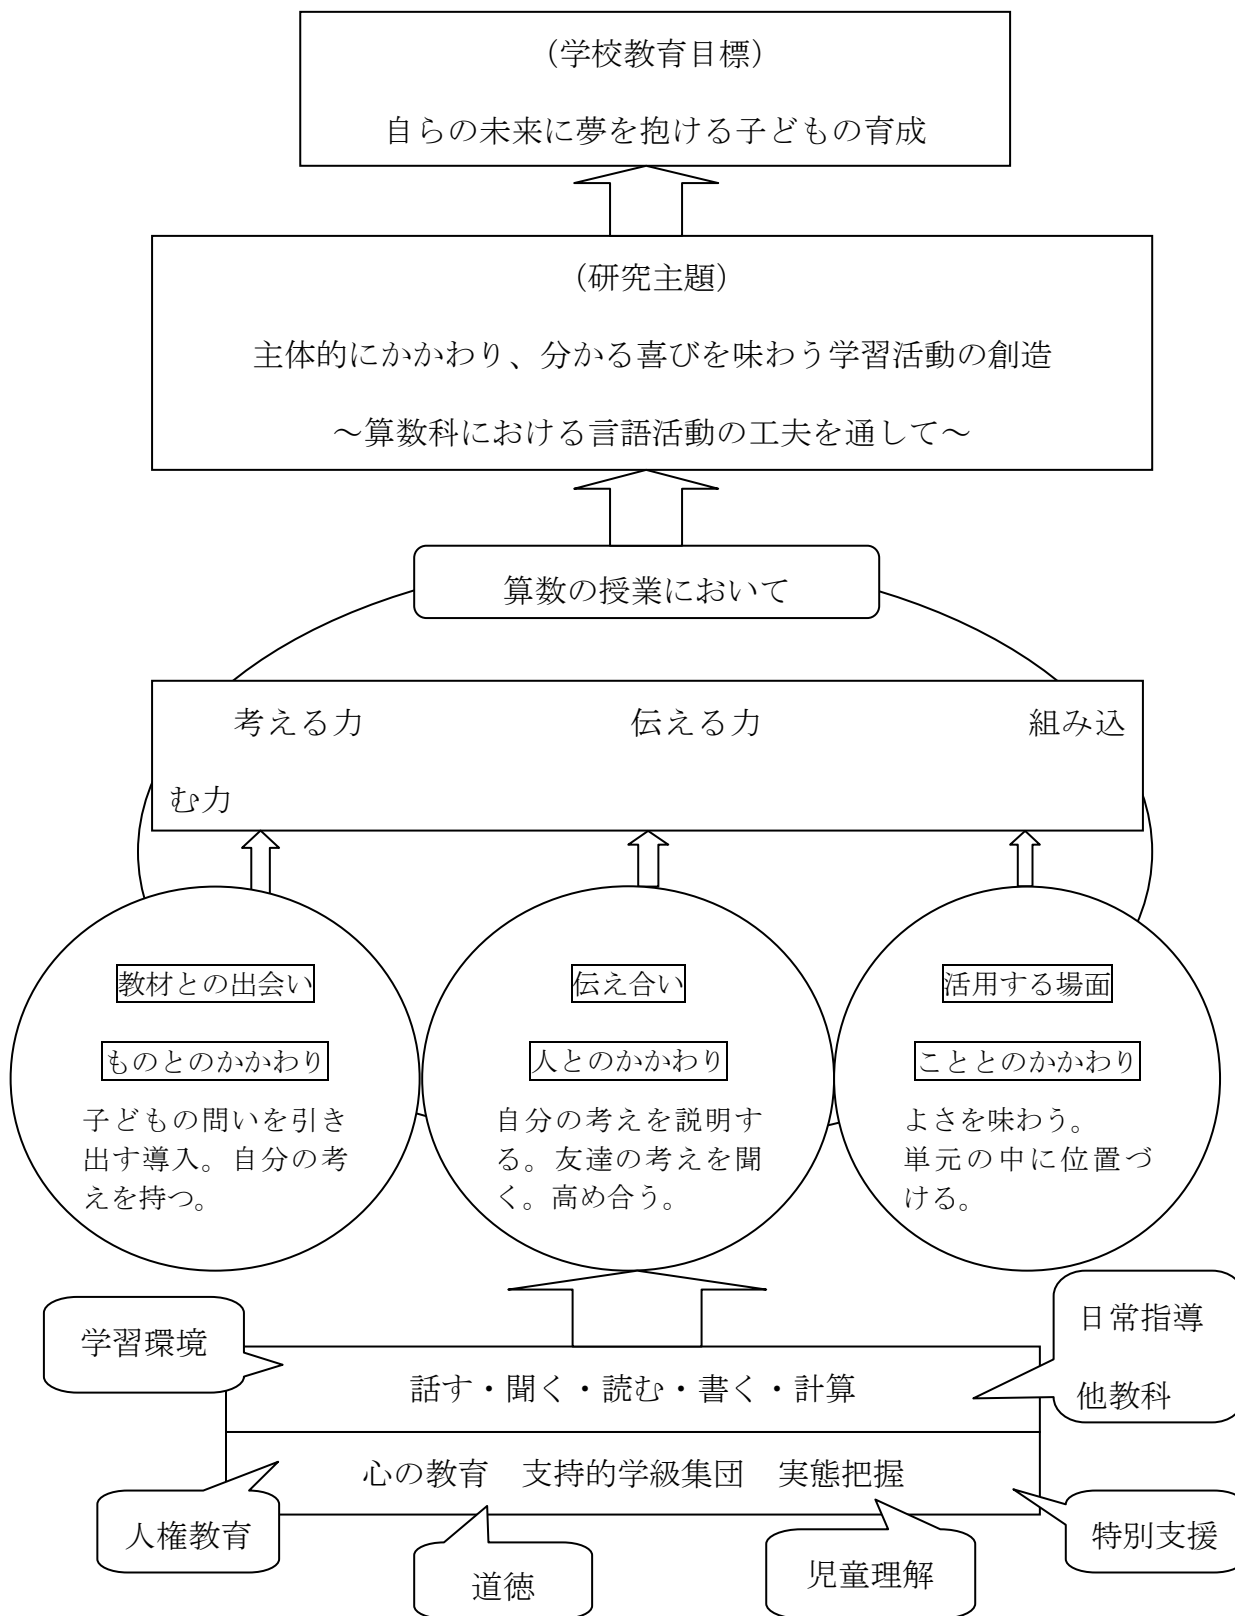 （学校教育目標）
自らの未来に夢を抱ける子どもの育成
（研究主題）
主体的にかかわり、分かる喜びを味わう学習活動の創造
～算数科における言語活動の工夫を通して～
算数の授業において
考える力　伝える力　組み込
む力
教材との出会い
ものとのかかわり
子どもの問いを引き
出す導入。自分の考
えを持つ。
伝え合い
人とのかかわり
自分の考えを説明す
る。友達の考えを聞
く。高め合う。
活用する場面
こととのかかわり
よさを味わう。
単元の中に位置づ
ける。
学習環境
日常指導
他教科
話す・聞く・読む・書く・計算
心の教育　支持的学級集団　実態把握
人権教育
道徳
児童理解
特別支援